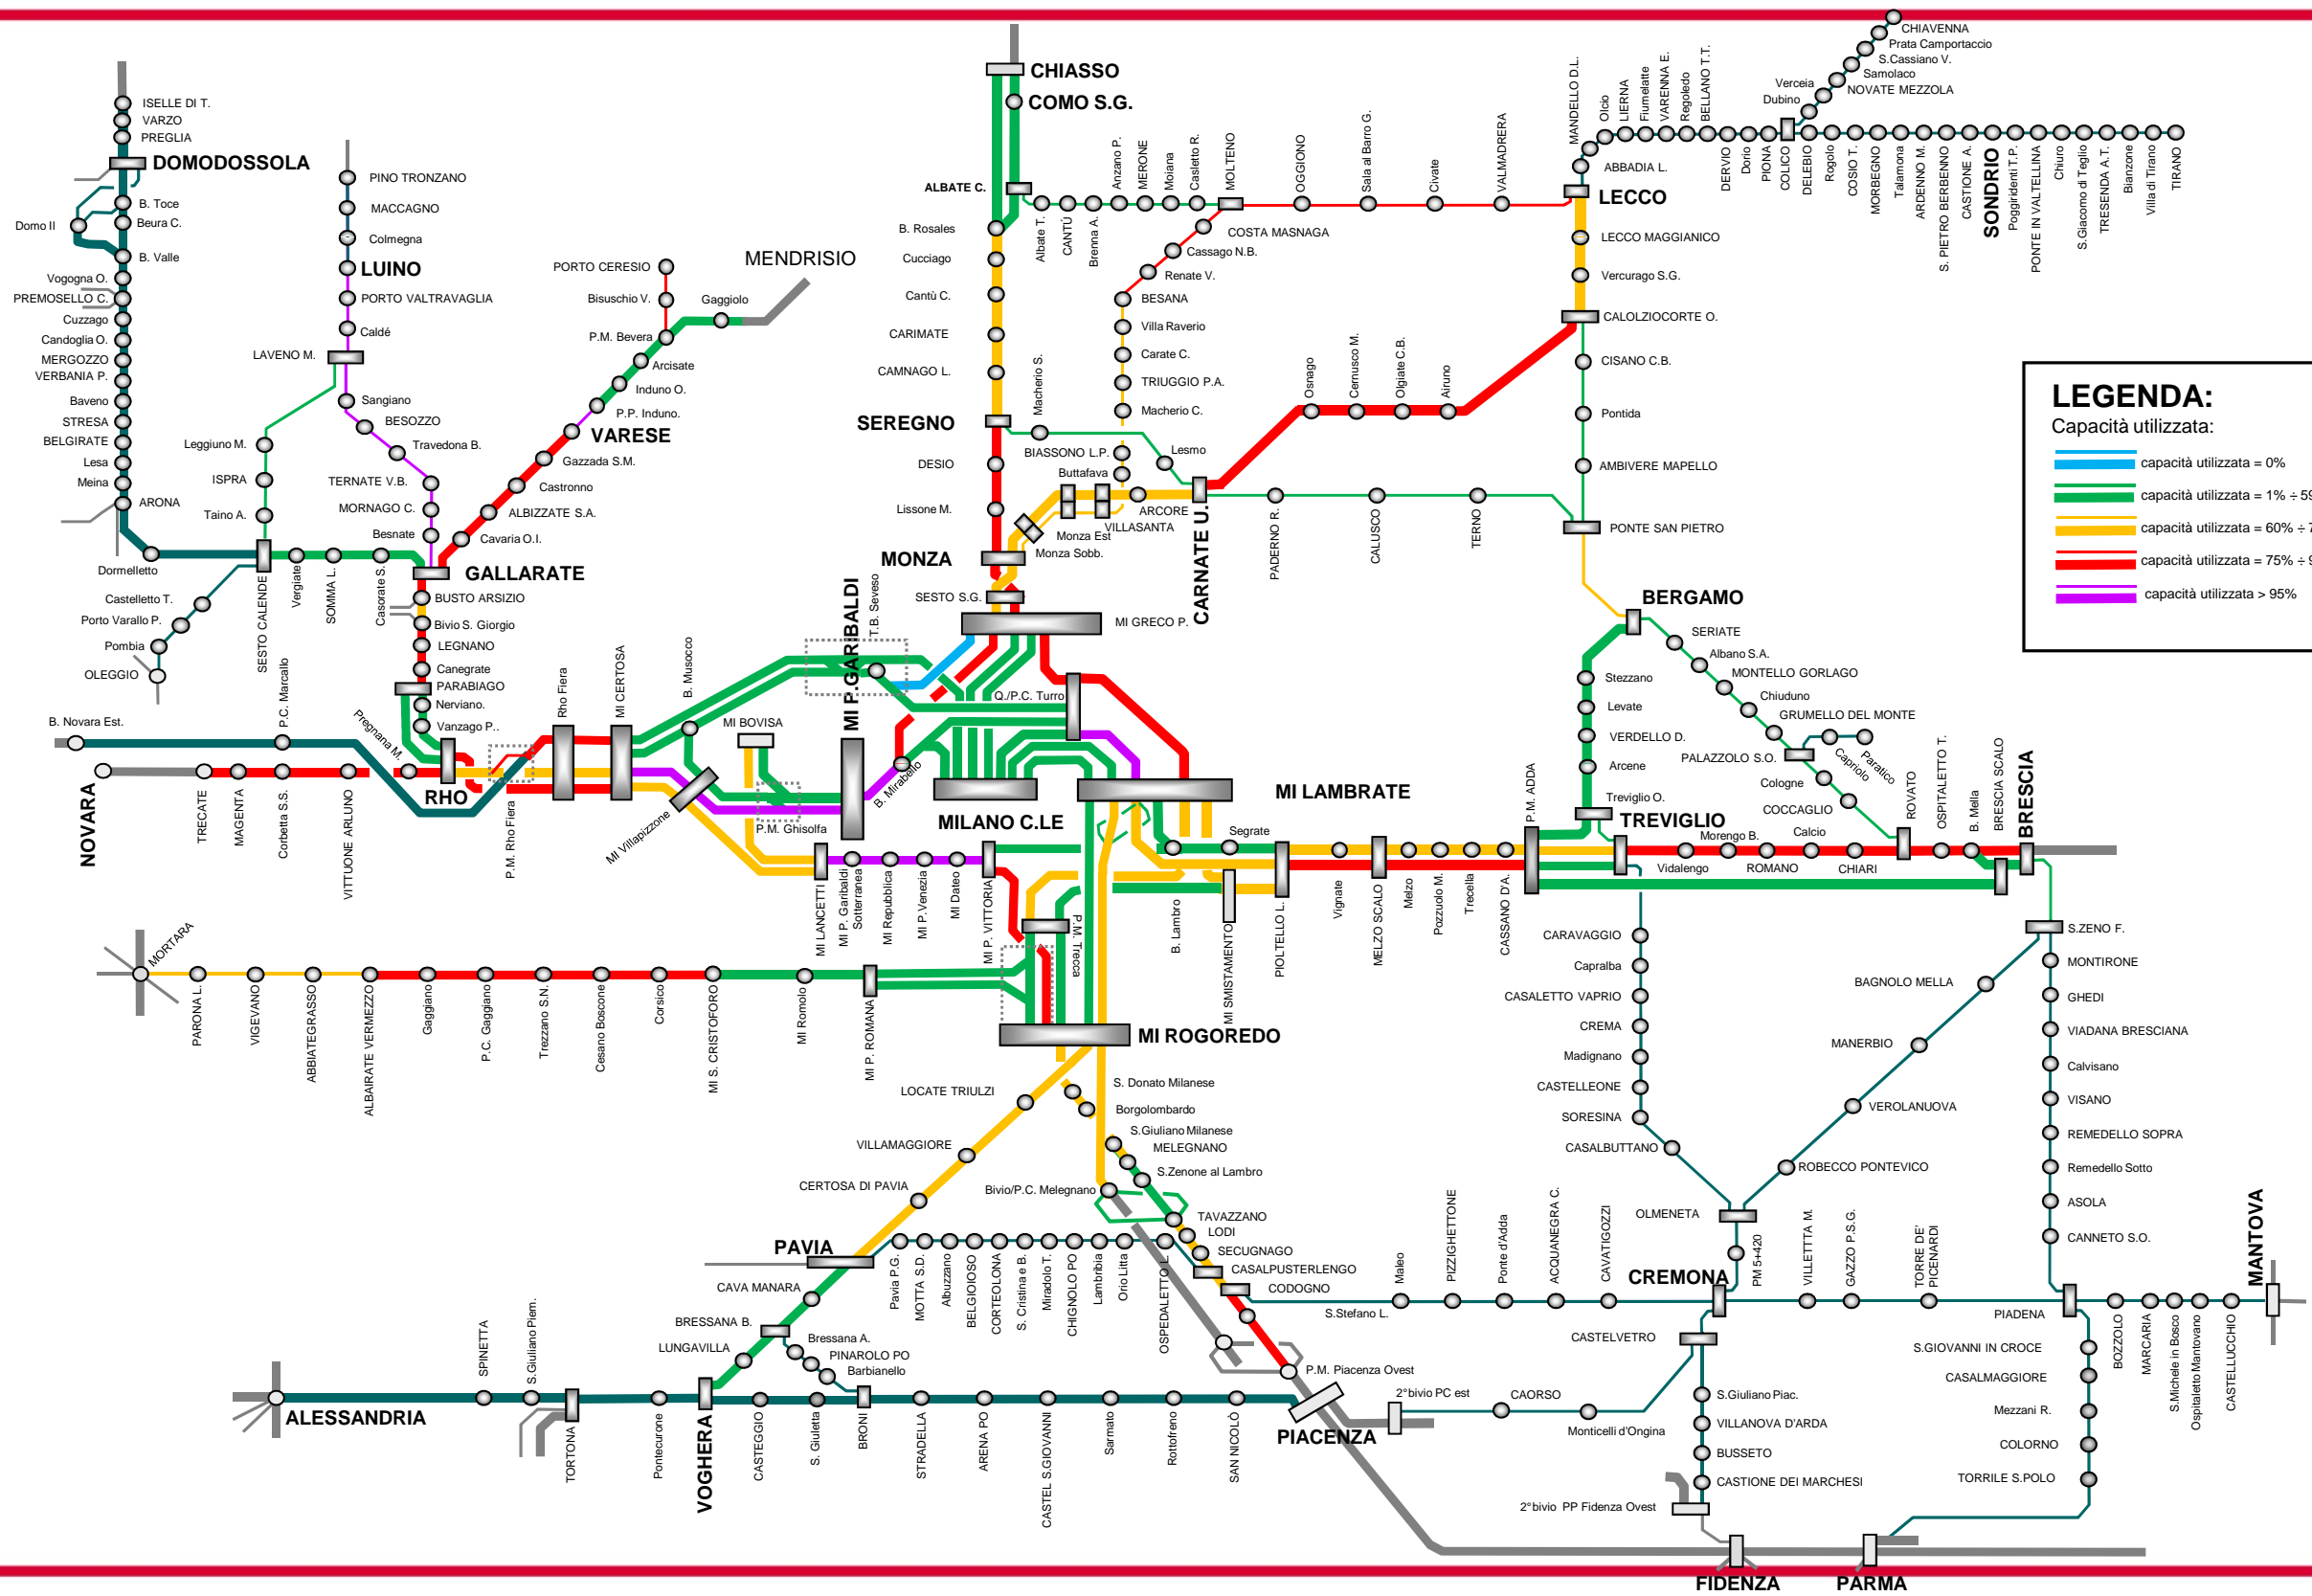 CHIAVENNA
Prata Camportaccio
S.Cassiano V.
Samolaco
NOVATE MEZZOLA
Verceia
Dubino
CHIASSO
COMO S.G.
ISELLE DI T.
VARZO
PREGLIA
DOMODOSSOLA
B. Toce
Domo II
Beura C.
B. Valle
Vogogna O.
PREMOSELLO C.
Cuzzago
Candoglia O.
MERGOZZO
VERBANIA P.
Baveno
STRESA
BELGIRATE
Lesa
Meina
ARONA
Dormelletto
Castelletto T.
Porto Varallo P.
Pombia
OLEGGIO
PINO TRONZANO
MACCAGNO
Colmegna
LUINO
PORTO VALTRAVAGLIA
Caldé
LAVENO M.
Sangiano
BESOZZO
Travedona B.
TERNATE V.B.
MORNAGO C.
Besnate
Leggiuno M.
ISPRA
Taino A.
SESTO CALENDE
Vergiate
SOMMA L.
Casorate S.
PORTO CERESIO
Bisuschio V.
Gaggiolo
MENDRISIO
P.M. Bevera
Arcisate
Induno O.
P.P. Induno.
VARESE
Gazzada S.M.
Castronno
ALBIZZATE S.A.
Cavaria O.I.
GALLARATE
BUSTO ARSIZIO
Bivio S. Giorgio
LEGNANO
Canegrate
PARABIAGO
Nerviano.
Vanzago P..
ALBATE C.
B. Rosales
Cucciago
Cantù C.
CARIMATE
CAMNAGO L.
SEREGNO
DESIO
Lissone M.
MONZA
SESTO S.G.
MI GRECO P.
Albate T.
CANTÙ
Brenna A.
Anzano P.
MERONE
Moiana
Casletto R.
MOLTENO
OGGIONO
Sala al Barro G.
Civate
VALMADRERA
COSTA MASNAGA
Cassago N.B.
Renate V.
BESANA
Villa Raverio
Carate C.
TRIUGGIO P.A.
Macherio C.
Macherio S.
BIASSONO L.P.
Buttafava
Lesmo
ARCORE
VILLASANTA
Monza Est
Monza Sobb.
CARNATE U.
Osnago
Cernusco M.
Olgiate C.B.
Airuno
MANDELLO D.L.
Olcio
LIERNA
Fiumelatte
VARENNA E.
Regoledo
BELLANO T.T.
ABBADIA L.
LECCO
LECCO MAGGIANICO
Vercurago S.G.
CALOLZIOCORTE O.
CISANO C.B.
Pontida
AMBIVERE MAPELLO
PONTE SAN PIETRO
PADERNO R.
CALUSCO
TERNO
DERVIO
Dorio
PIONA
COLICO
DELEBIO
Rogolo
COSIO T.
MORBEGNO
Talamona
ARDENNO M.
S. PIETRO BERBENNO
CASTIONE A.
SONDRIO
Poggiridenti T.P.
PONTE IN VALTELLINA
Chiuro
S.Giacomo di Teglio
TRESENDA A.T.
Bianzone
Villa di Tirano
TIRANO
LEGENDA:
Capacità utilizzata:
capacità utilizzata = 0%
capacità utilizzata = 1% ÷ 59
capacità utilizzata = 60% ÷ 7
capacità utilizzata = 75% ÷ 9
capacità utilizzata > 95%
BERGAMO
SERIATE
Albano S.A.
MONTELLO GORLAGO
Chiuduno
GRUMELLO DEL MONTE
PALAZZOLO S.O.
Capriolo
Paratico
Cologne
COCCAGLIO
ROVATO
OSPITALETTO T.
B. Mella
BRESCIA SCALO
BRESCIA
Stezzano
Levate
VERDELLO D.
Arcene
Treviglio O.
TREVIGLIO
P.M. ADDA
Morengo B.
Calcio
Vidalengo
ROMANO
CHIARI
B. Novara Est.
P.C. Marcallo
Pregnana M.
NOVARA
TRECATE
MAGENTA
Corbetta S.S.
VITTUONE ARLUNO
RHO
P.M. Rho Fiera
Rho Fiera
MI CERTOSA
B. Musocco
MI BOVISA
MI P.GARIBALDI
T.B. Seveso
Q./P.C. Turro
MI Villapizzone
P.M. Ghisolfa
B. Mirabello
MILANO C.LE
MI LAMBRATE
MI LANCETTI
MI P. Garibaldi
Sotterranea
MI Repubblica
MI P.Venezia
MI Dateo
MI P. VITTORIA
P.M. Trecca
B. Lambro
Segrate
MI SMISTAMENTO
PIOLTELLO L.
Vignate
MELZO SCALO
Melzo
Pozzuolo M.
Trecella
CASSANO D'A.
MORTARA
PARONA L.
VIGEVANO
ABBIATEGRASSO
ALBAIRATE VERMEZZO
Gaggiano
P.C. Gaggiano
Trezzano S.N.
Cesano Boscone
Corsico
MI S. CRISTOFORO
MI Romolo
MI P. ROMANA
MI ROGOREDO
CARAVAGGIO
Capralba
CASALETTO VAPRIO
CREMA
Madignano
CASTELLEONE
SORESINA
CASALBUTTANO
OLMENETA
PM 5+420
S.ZENO F.
BAGNOLO MELLA
MANERBIO
VEROLANUOVA
ROBECCO PONTEVICO
MONTIRONE
GHEDI
VIADANA BRESCIANA
Calvisano
VISANO
REMEDELLO SOPRA
Remedello Sotto
ASOLA
CANNETO S.O.
LOCATE TRIULZI
VILLAMAGGIORE
CERTOSA DI PAVIA
PAVIA
S. Donato Milanese
Borgolombardo
S.Giuliano Milanese
MELEGNANO
S.Zenone al Lambro
Bivio/P.C. Melegnano
TAVAZZANO
LODI
SECUGNAGO
CASALPUSTERLENGO
CODOGNO
S.Stefano L.
P.M. Piacenza Ovest
Pavia P.G.
MOTTA S.D.
Albuzzano
BELGIOIOSO
CORTEOLONA
S. Cristina e B.
Miradolo T.
CHIGNOLO PO
Lambribia
Orio Litta
OSPEDALETTO L.
CAVA MANARA
BRESSANA B.
LUNGAVILLA
Bressana A.
PINAROLO PO
Barbianello
Maleo
PIZZIGHETTONE
Ponte d'Adda
ACQUANEGRA C.
CAVATIGOZZI
CREMONA
VILLETTTA M.
GAZZO P.S.G.
TORRE DE'
PICENARDI
PIADENA
BOZZOLO
MARCARIA
S.Michele in Bosco
Ospitaletto Mantovano
CASTELLUCCHIO
MANTOVA
ALESSANDRIA
SPINETTA
S.Giuliano Piem.
TORTONA
Pontecurone
VOGHERA
CASTEGGIO
S. Giuletta
BRONI
STRADELLA
ARENA PO
CASTEL S.GIOVANNI
Sarmato
Rottofreno
SAN NICOLÒ
PIACENZA
2°bivio PC est
CAORSO
Monticelli d'Ongina
CASTELVETRO
S.Giuliano Piac.
VILLANOVA D'ARDA
BUSSETO
CASTIONE DEI MARCHESI
2°bivio PP Fidenza Ovest
S.GIOVANNI IN CROCE
CASALMAGGIORE
Mezzani R.
COLORNO
TORRILE S.POLO
FIDENZA
PARMA